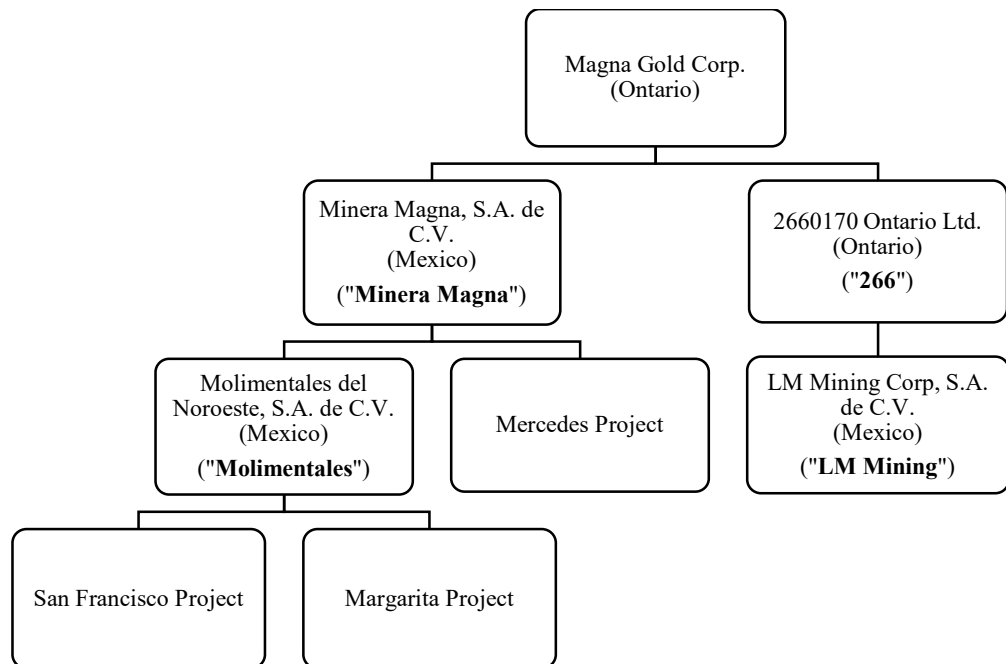 Magna Gold Corp.
(Ontario)
Minera Magna, S.A. de
C.V.
(Mexico)
("Minera Magna")
2660170 Ontario Ltd.
(Ontario)
("266")
Molimentales del
Noroeste, S.A. de C.V.
(Mexico)
("Molimentales")
Mercedes Project
LM Mining Corp, S.A.
de C.V.
(Mexico)
("LM Mining")
San Francisco Project
Margarita Project